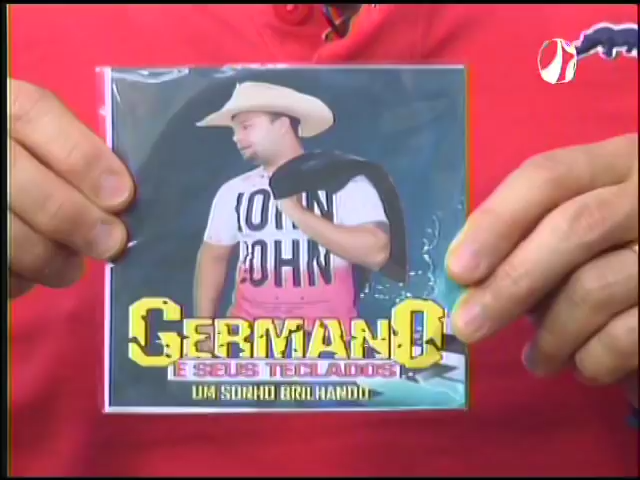 JOHN
JOHN
GERMANO
E SEUS TECLADOS
UM SONHO BRILHANDO